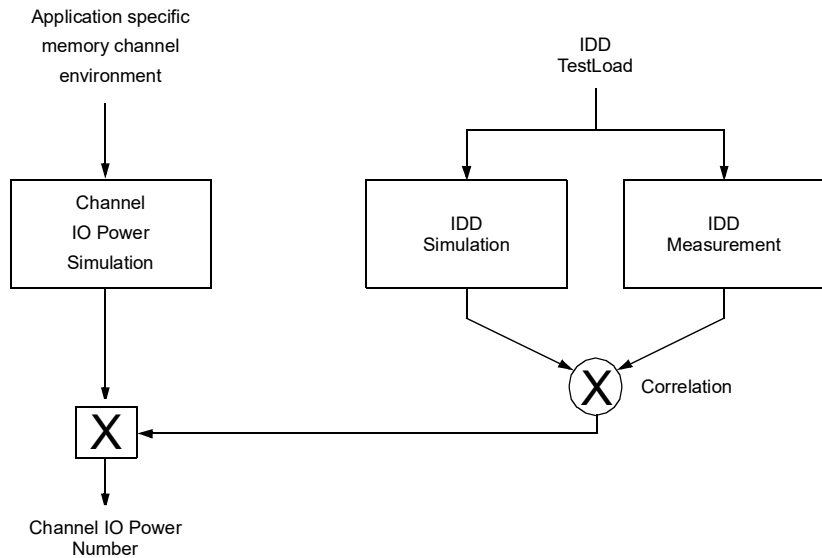 Application specific
memory channel
environment
IDD
TestLoad
Channel
IO Power
Simulation
IDD
Simulation
IDD
Measurement
X
Correlation
X
Channel IO Power
Number